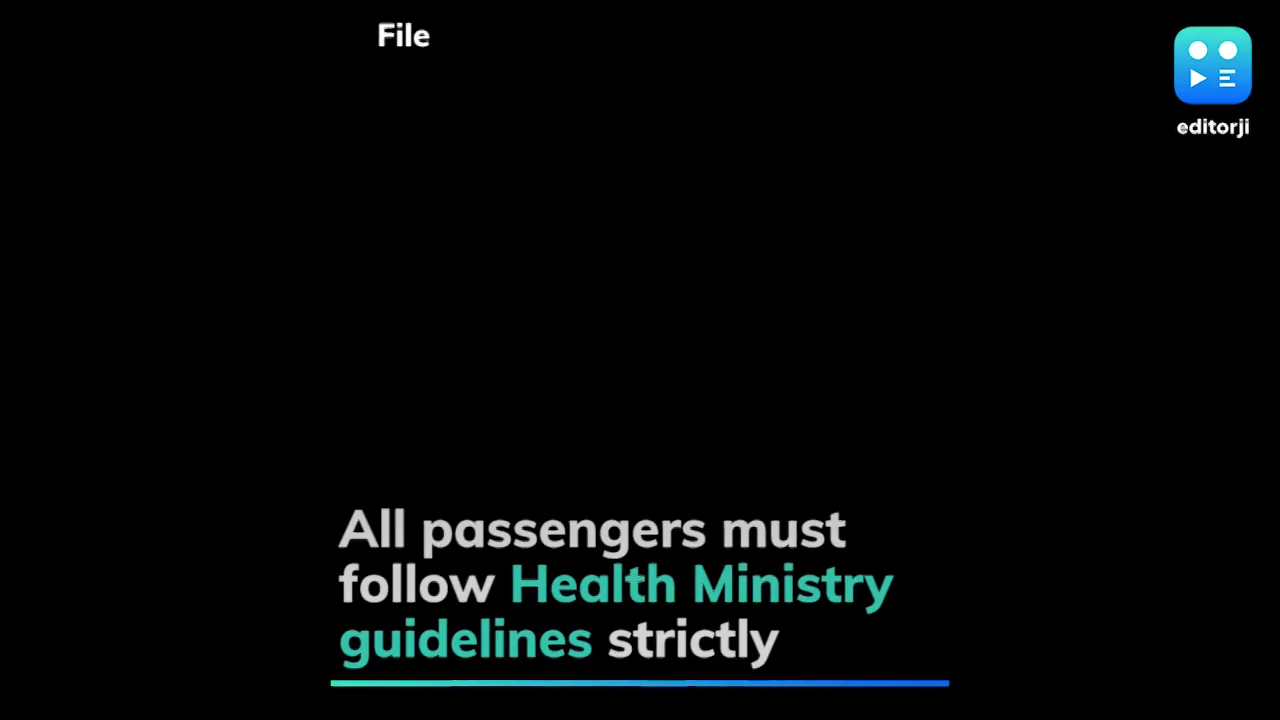 File
editorji
All passengers must
follow Health Ministry
guidelines strictly